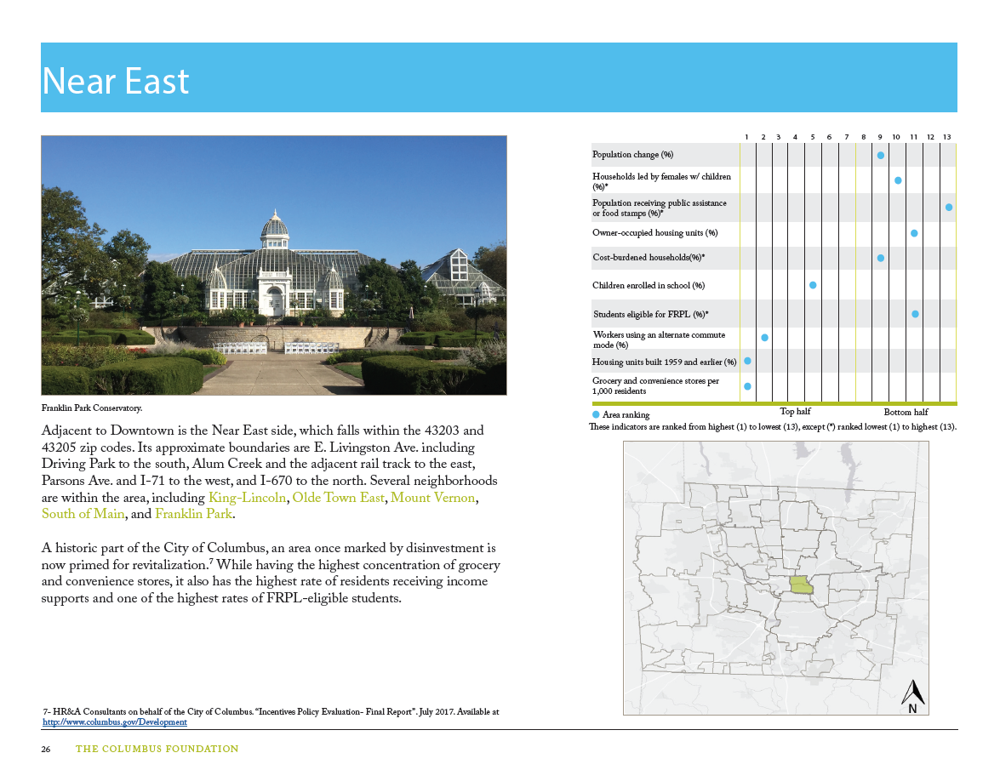 Near East
Franklin Park Conservatory.
Adjacent to Downtown is the Near East side, which falls within the 43203 and
43205 zip codes. Its approximate boundaries are E. Livingston Ave. including
Driving Park to the south, Alum Creek and the adjacent rail track to the east,
Parsons Ave. and I-71 to the west, and I-670 to the north. Several neighborhoods
are within the area, including King-Lincoln, Olde Town East, Mount Vernon,
South of Main, and Franklin Park.
A historic part of the City of Columbus, an area once marked by disinvestment is
now primed for revitalization.7 While having the highest concentration of grocery
and convenience stores, it also has the highest rate of residents receiving income
supports and one of the highest rates of FRPL-eligible students.
1 2 3 4 5 6 7 8 9 10 11 12 13
Population change (%)
Households led by females w/ children
(%)*
Population receiving public assistance
or food stamps (%)*
Owner-occupied housing units (%)
Cost-burdened households(%)*
Children enrolled in school (%)
Students eligible for FRPL (%)*
Workers using an alternate commute
mode (%)
Housing units built 1959 and earlier (%)
Grocery and convenience stores per
1,000 residents
Area ranking
Top half
Bottom half
These indicators are ranked from highest (1) to lowest (13), except (*) ranked lowest (1) to highest (13).
N
7- HR&A Consultants on behalf of the City of Columbus. "Incentives Policy Evaluation- Final Report". July 2017. Available at
http://www.columbus.gov/Development
26 THE COLUMBUS FOUNDATION